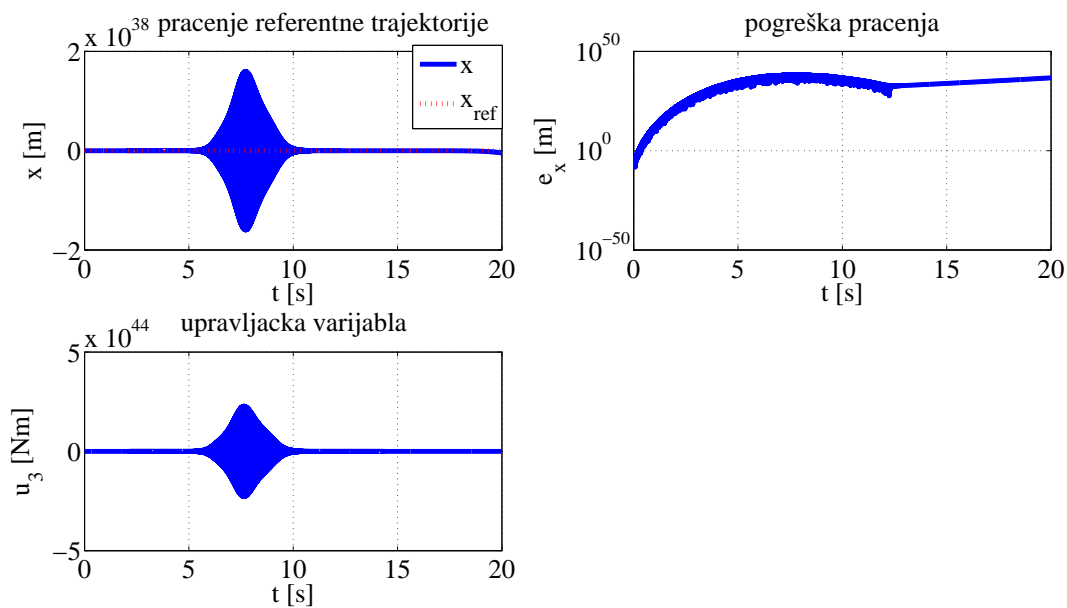 x 10^38 pracenje referentne trajektorije
2
0
−2
x [m]
x
x_ref
0 5 10 15 20
t [s]
pogreška pracenja
10^50
10^0
10^−50
e_x [m]
0 5 10 15 20
t [s]
x 10^44 upravljacka varijabla
5
0
−5
u_3 [Nm]
0 5 10 15 20
t [s]